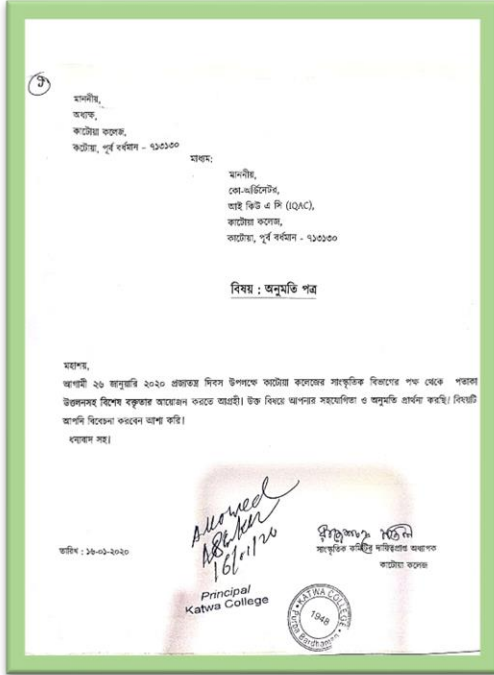 মাননীয়,
অধ্যক্ষ,
কাটোয়া কলেজ,
কাটোয়া, পূর্ব বর্ধমান – ৭১৩১৩০
মাধ্যম:
মাননীয়,
কো-অর্ডিনেটর,
আই কিউ এ সি (IQAC),
কাটোয়া কলেজ,
কাটোয়া, পূর্ব বর্ধমান - ৭১৩১৩০
বিষয় : অনুমতি পত্র
মহাশয়,
আগামী ২৬ জানুয়ারি ২০২০ প্রজাতন্ত্র দিবস উপলক্ষে কাটোয়া কলেজের সাংস্কৃতিক বিভাগের পক্ষ থেকে পতাকা
উত্তলনসহ বিশেষ বক্তৃতার আয়োজন করতে আগ্রহী। উক্ত বিষয়ে আপনার সহযোগিতা ও অনুমতি প্রার্থনা করছি। বিষয়টি
আপনি বিবেচনা করবেন আশা করি।
ধন্যবাদ সহ।
Allowed
16/01/20
Principal
Katwa College
তারিখ : ১৬-০১-২০২০
সাংস্কৃতিক কমিটির দায়িত্বপ্রাপ্ত অধ্যাপক
কাটোয়া কলেজ
KATWA COLLEGE
1948
Purba Bardhaman